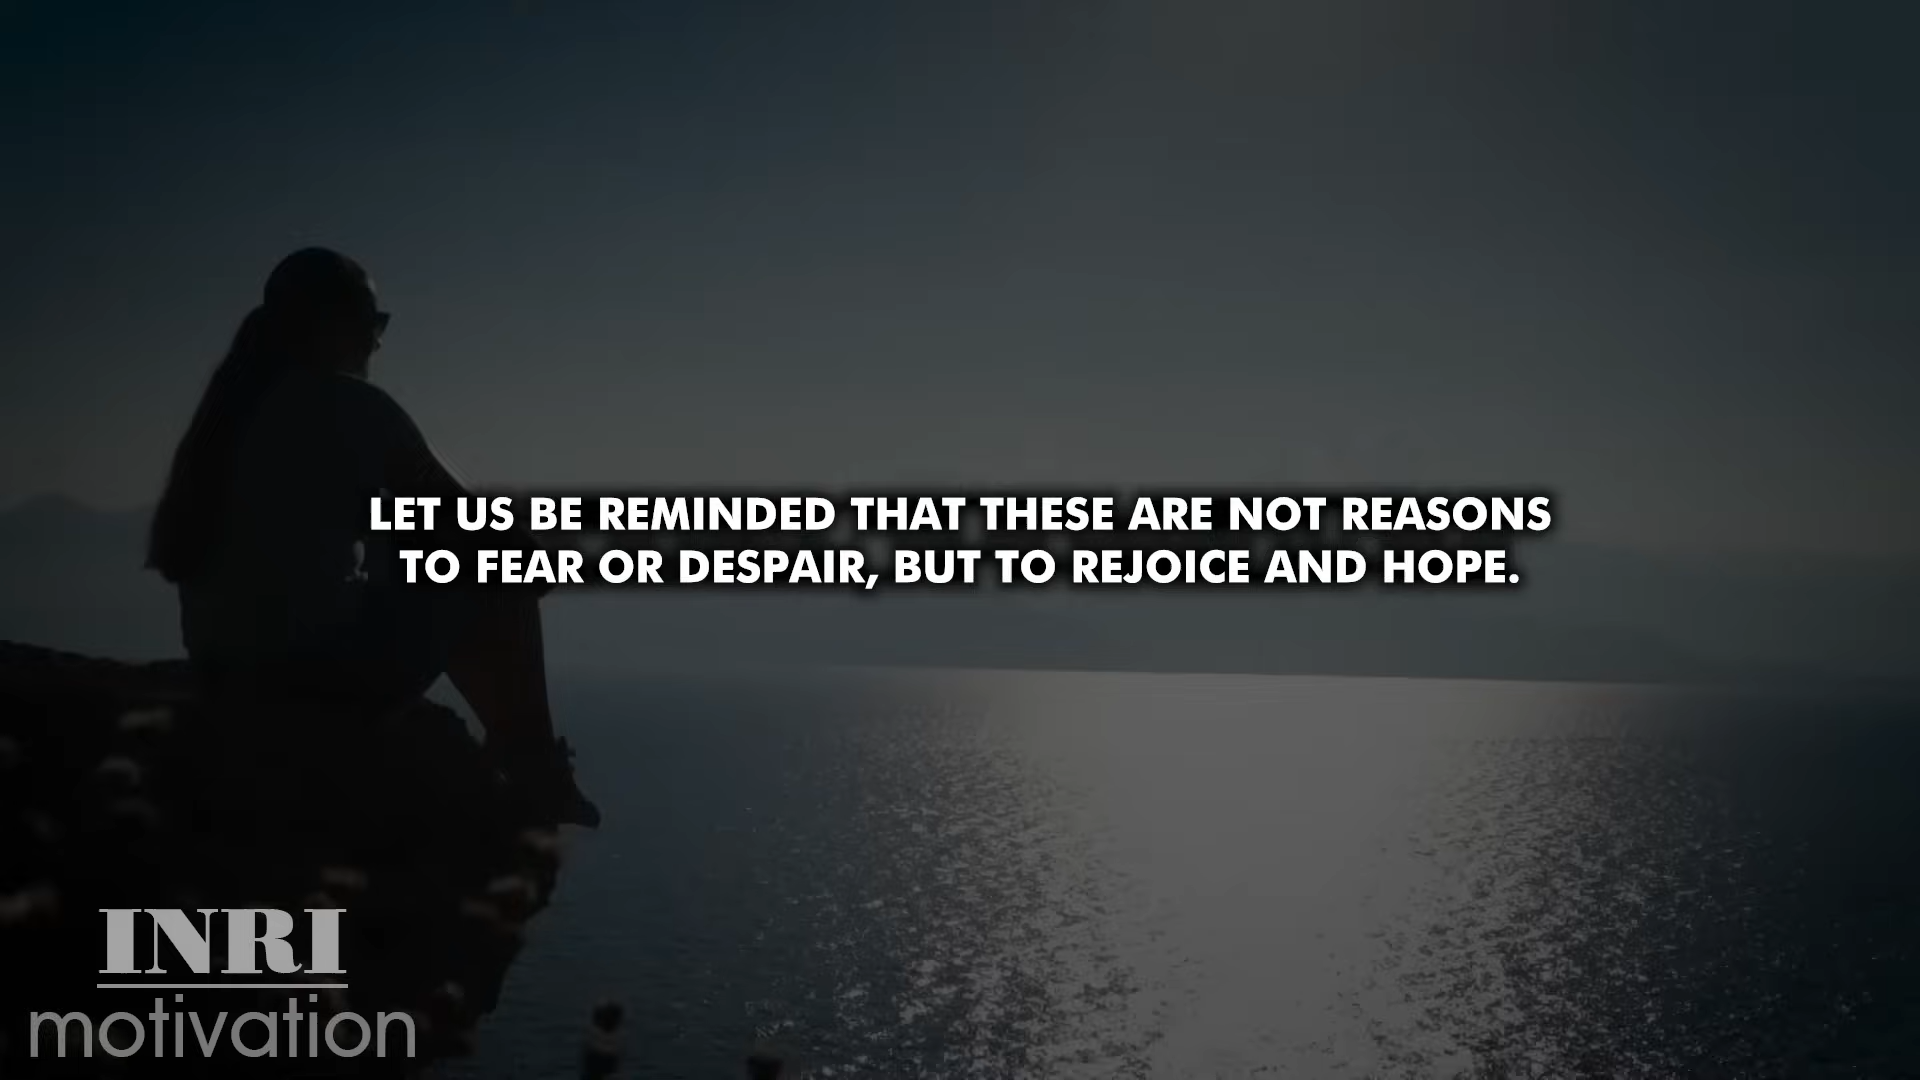 LET US BE REMINDED THAT THESE ARE NOT REASONS
TO FEAR OR DESPAIR, BUT TO REJOICE AND HOPE.
INRI
motivation